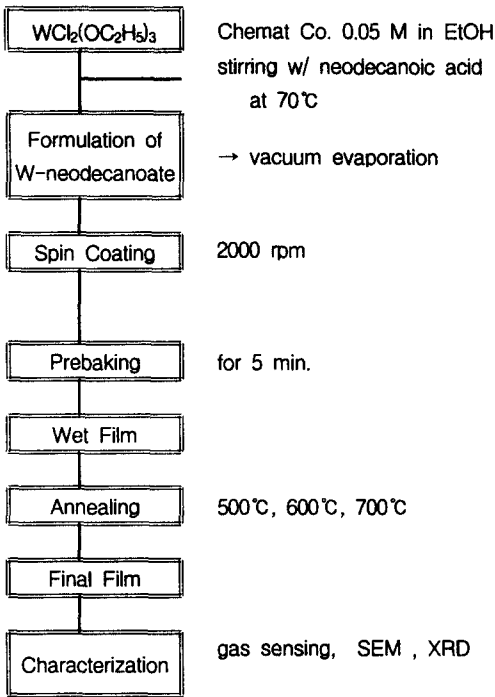 WCl₂(OC₂H₅)₃ Chemat Co. 0.05 M in EtOH
stirring w/ neodecanoic acid
at 70℃
Formulation of
W-neodecanoate
→ vacuum evaporation
Spin Coating 2000 rpm
Prebaking for 5 min.
Wet Film
Annealing 500℃, 600℃, 700℃
Final Film
Characterization gas sensing, SEM , XRD